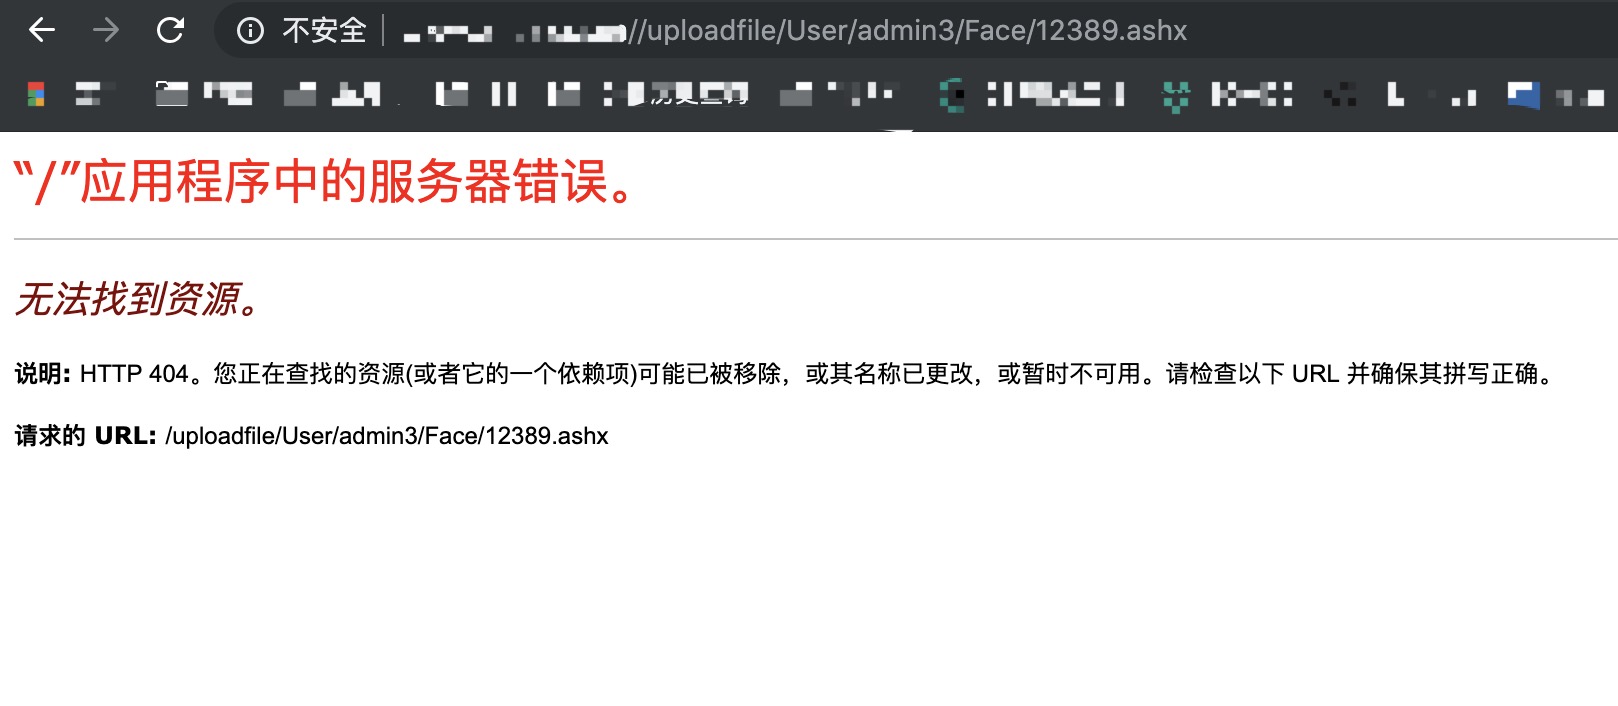 不安全 //uploadfile/User/admin3/Face/12389.ashx
“/”应用程序中的服务器错误。
无法找到资源。
说明: HTTP 404。您正在查找的资源(或者它的一个依赖项)可能已被移除，或其名称已更改，或暂时不可用。请检查以下 URL 并确保其拼写正确。
请求的 URL: /uploadfile/User/admin3/Face/12389.ashx